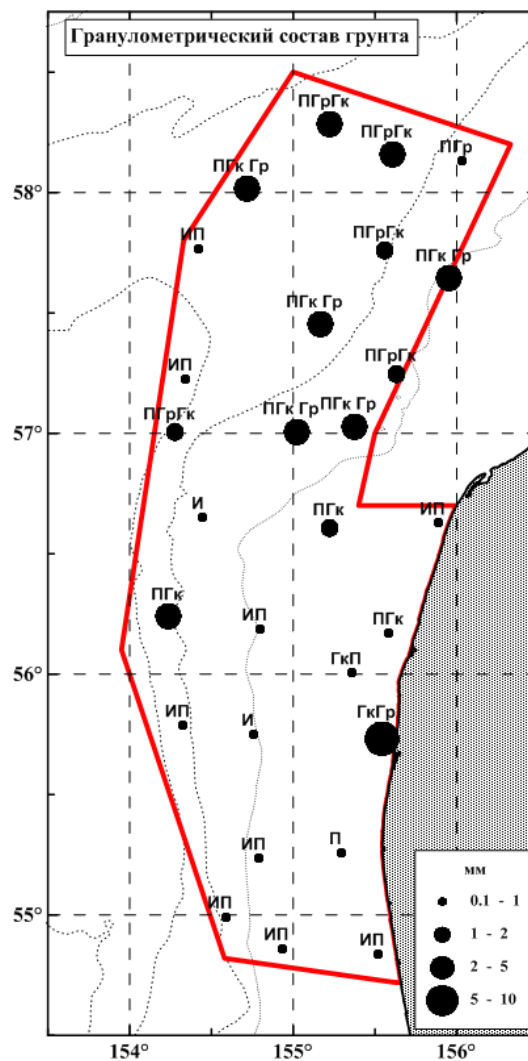 Гранулометрический состав грунта
ПГрГк
ПГрГк
ПГр
58°
ПГк Гр
ИП
ПГрГк
ПГк Гр
ПГк Гр
ИП
ПГрГк
57°
ПГрГк
ПГк Гр
ПГк Гр
И
ПГк
ИП
ПГк
ИП
ПГк
56°
ГкП
ИП
И
ГкГр
ИП
П
55°
ИП
ИП
ИП
мм
0.1 - 1
1 - 2
2 - 5
5 - 10
154°
155°
156°